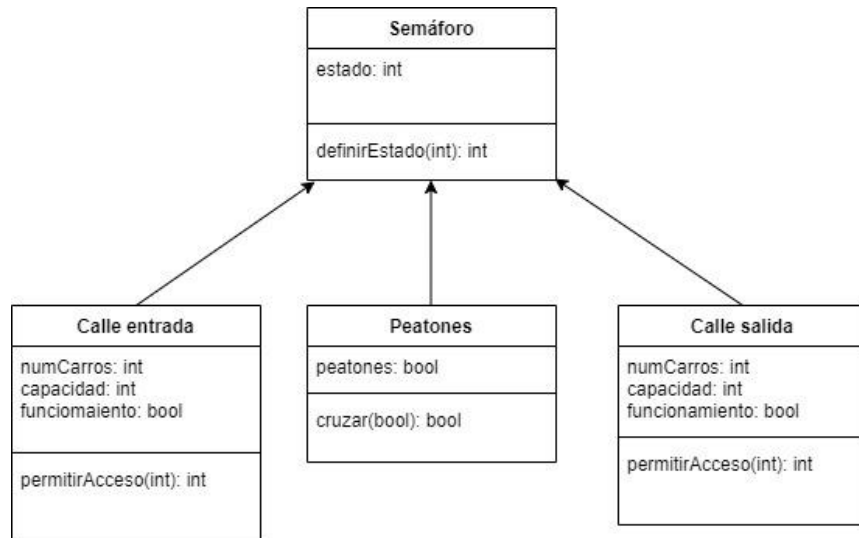 Semáforo
estado: int
definirEstado(int): int
Calle entrada
numCarros: int
capacidad: int
funciomaiento: bool
permitirAcceso(int): int
Peatones
peatones: bool
cruzar(bool): bool
Calle salida
numCarros: int
capacidad: int
funcionamiento: bool
permitirAcceso(int): int